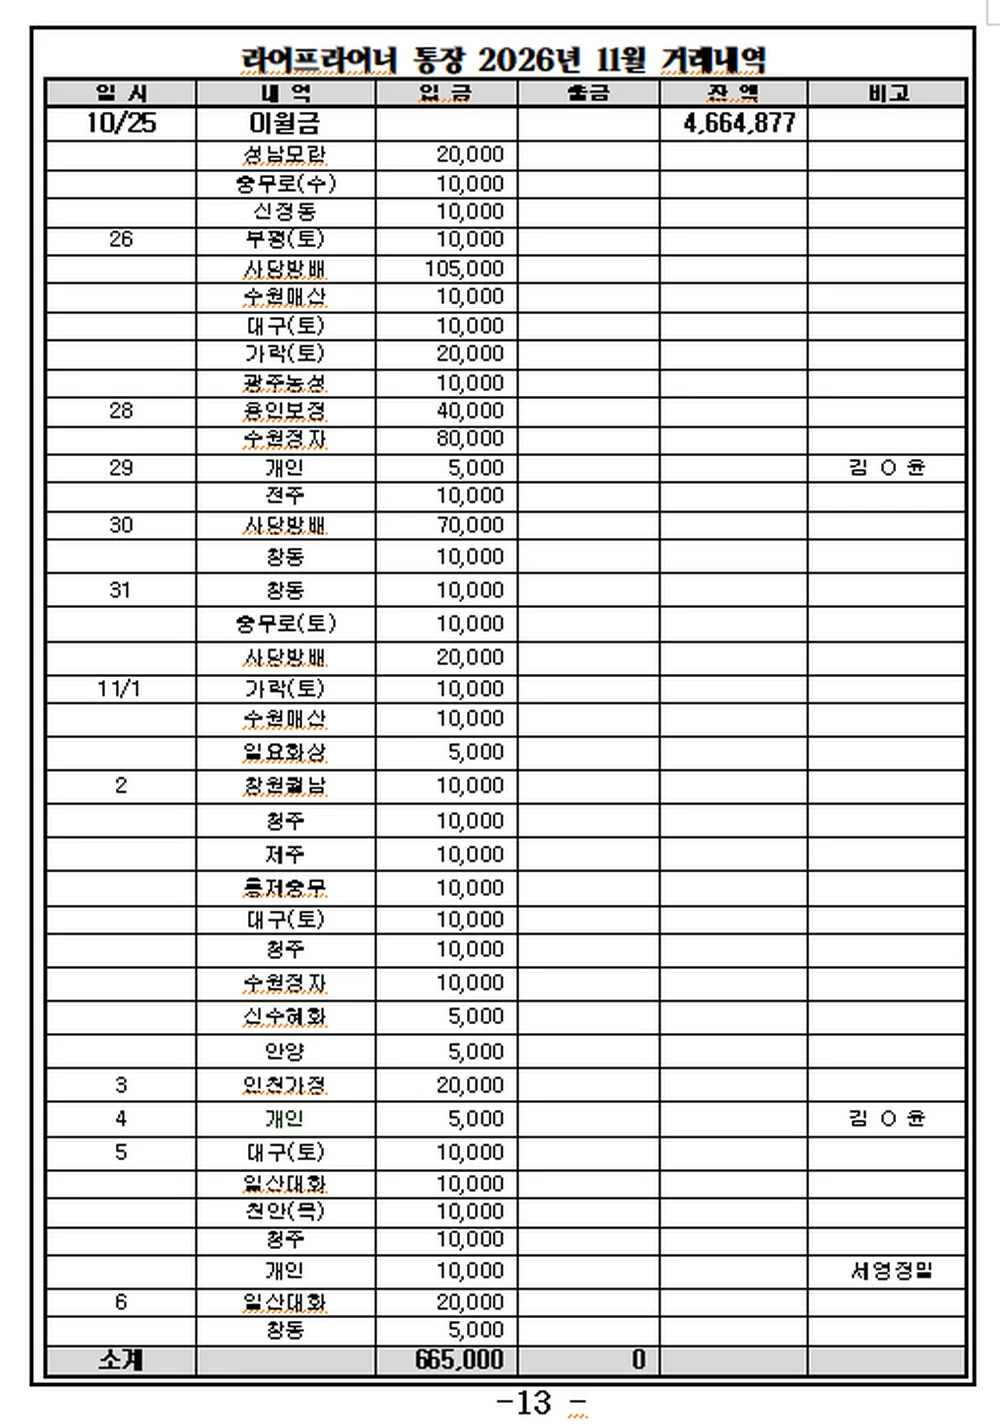 라이프라이너 통장 2026년 11월 거래내역
일 시 내 역 입 금 출금 잔 액 비고
10/25 이월금 4,664,877
성남모란 20,000
충무로(수) 10,000
신정동 10,000
26 부평(토) 10,000
사당방배 105,000
수원매산 10,000
대구(토) 10,000
가락(토) 20,000
광주농성 10,000
28 용인보정 40,000
수원정자 80,000
29 개인 5,000 김 O 윤
전주 10,000
30 사당방배 70,000
창동 10,000
31 창동 10,000
충무로(토) 10,000
사당방배 20,000
11/1 가락(토) 10,000
수원매산 10,000
일요화상 5,000
2 창원월남 10,000
청주 10,000
제주 10,000
통저충무 10,000
대구(토) 10,000
청주 10,000
수원정자 10,000
신수혜화 5,000
안양 5,000
3 인천가정 20,000
4 개인 5,000 김 O 윤
5 대구(토) 10,000
일산대화 10,000
천안(목) 10,000
청주 10,000
개인 10,000 서영정밀
6 일산대화 20,000
창동 5,000
소계 665,000 0
-13 -